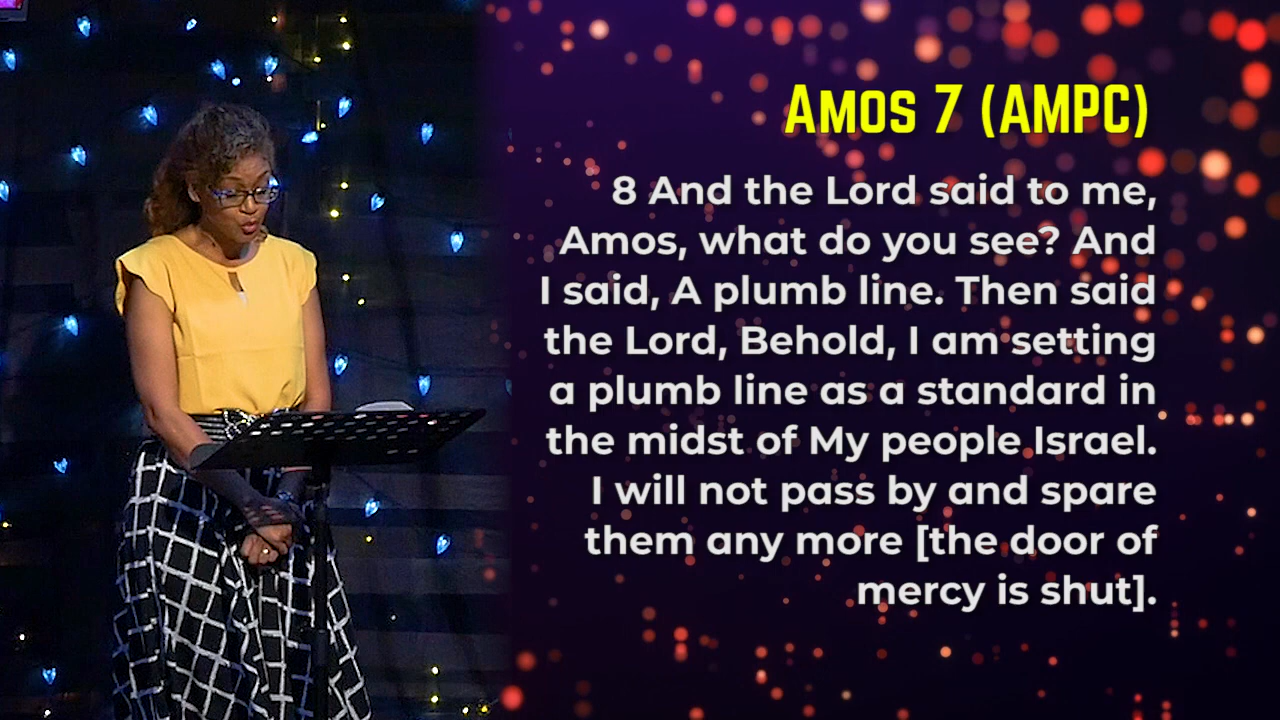 Amos 7 (AMPC)
8 And the Lord said to me,
Amos, what do you see? And
I said, A plumb line. Then said
the Lord, Behold, I am setting
a plumb line as a standard in
the midst of My people Israel.
I will not pass by and spare
them any more [the door of
mercy is shut].